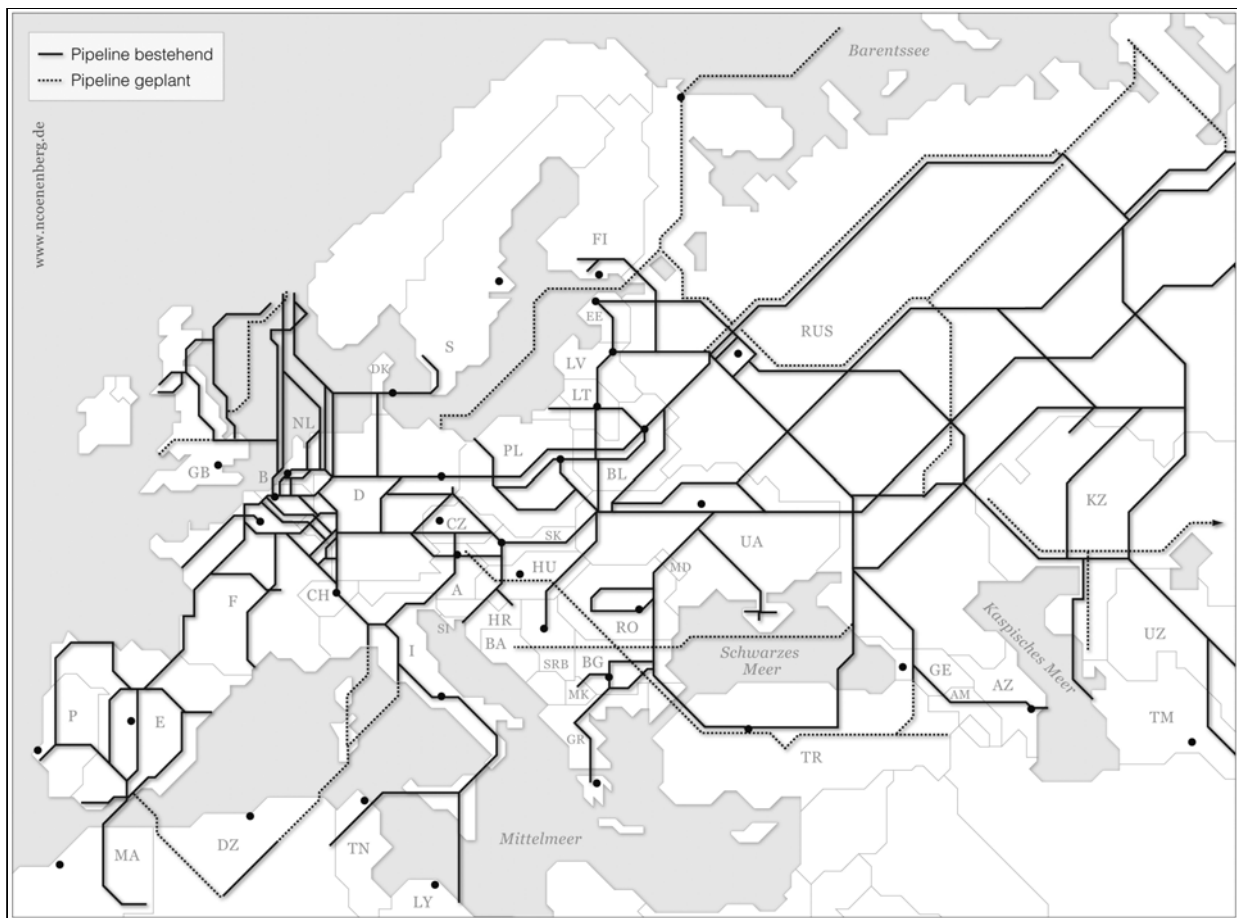 Pipeline bestehend
Pipeline geplant
www.ncoenenberg.de
Barentssee
FI
RUS
EE
S
LV
DK
LT
NL
PL
GB
B
BL
D
KZ
CZ
SK
UA
HU
MD
F
CH
A
HR
RO
SI
BA
Kaspisches Meer
UZ
I
Schwarzes
Meer
SRB
BG
GE
AZ
MK
AM
P
E
TM
GR
TR
Mittelmeer
DZ
TN
MA
LY